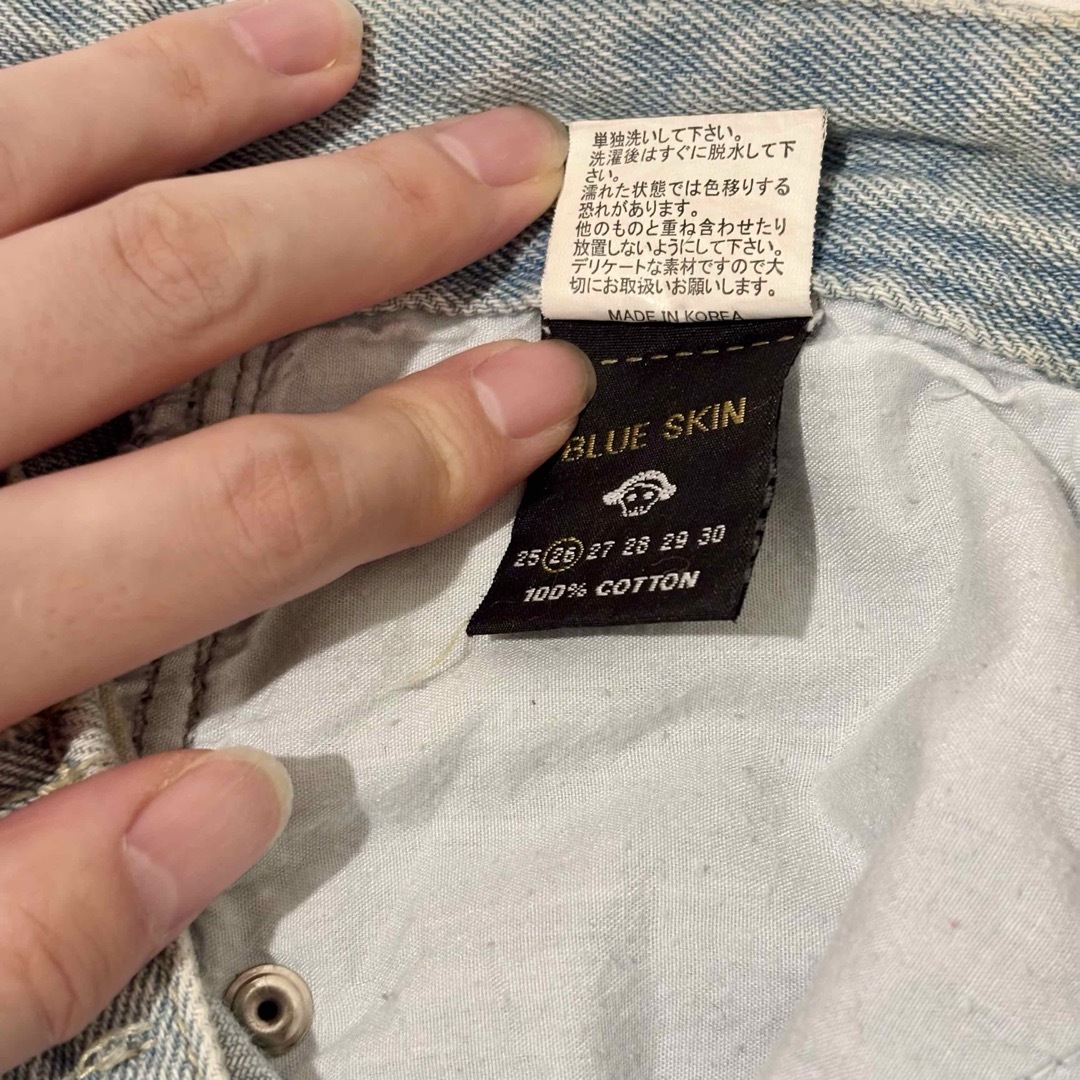 単独洗いして下さい。
洗濯後はすぐに脱水して下
さい。
濡れた状態では色移りする
恐れがあります。
他のものと重ね合わせたり
放置しないようにして下さい。
デリケートな素材ですので大
切にお取扱いお願いします。
MADE IN KOREA
BLUE SKIN
25 26 27 28 29 30
100% COTTON